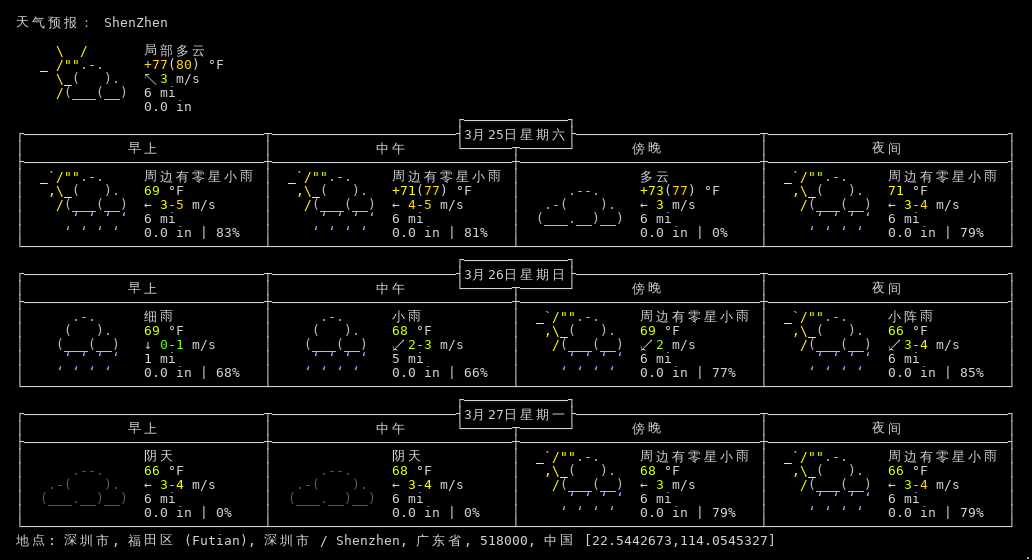 天气预报： ShenZhen
局部多云
+77(80) °F
↖ 3 m/s
6 mi
0.0 in
3月25日星期六
早上 中午 傍晚 夜间
周边有零星小雨 周边有零星小雨 多云 周边有零星小雨
69 °F +71(77) °F +73(77) °F 71 °F
← 3-5 m/s ← 4-5 m/s ← 3 m/s ← 3-4 m/s
6 mi 6 mi 6 mi 6 mi
0.0 in | 83% 0.0 in | 81% 0.0 in | 0% 0.0 in | 79%
3月26日星期日
早上 中午 傍晚 夜间
细雨 小雨 周边有零星小雨 小阵雨
69 °F 68 °F 69 °F 66 °F
↓ 0-1 m/s ↙ 2-3 m/s ↙ 2 m/s ↙ 3-4 m/s
1 mi 5 mi 6 mi 6 mi
0.0 in | 68% 0.0 in | 66% 0.0 in | 77% 0.0 in | 85%
3月27日星期一
早上 中午 傍晚 夜间
阴天 阴天 周边有零星小雨 周边有零星小雨
66 °F 68 °F 68 °F 66 °F
← 3-4 m/s ← 3-4 m/s ← 3 m/s ← 3-4 m/s
6 mi 6 mi 6 mi 6 mi
0.0 in | 0% 0.0 in | 0% 0.0 in | 79% 0.0 in | 79%
地点: 深圳市, 福田区 (Futian), 深圳市 / Shenzhen, 广东省, 518000, 中国 [22.5442673,114.0545327]